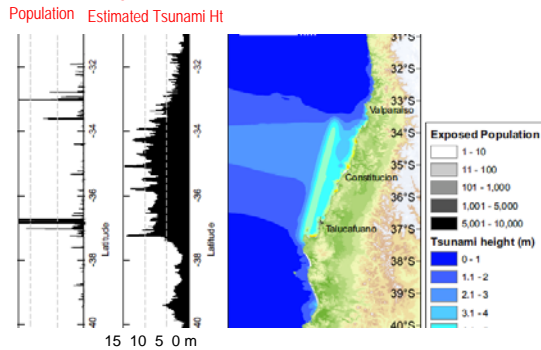 Population Estimated Tsunami Ht
-32
-34
-36
-38
-40
Latitude
-32
-34
-36
-38
-40
Latitude
15 10 5 0 m
31°S
32°S
33°S
34°S
35°S
36°S
37°S
38°S
39°S
40°S
Valparaiso
Constitucion
Talucafuano
Exposed Population
1 - 10
11 - 100
101 - 1,000
1,001 - 5,000
5,001 - 10,000
Tsunami height (m)
0 - 1
1.1 - 2
2.1 - 3
3.1 - 4